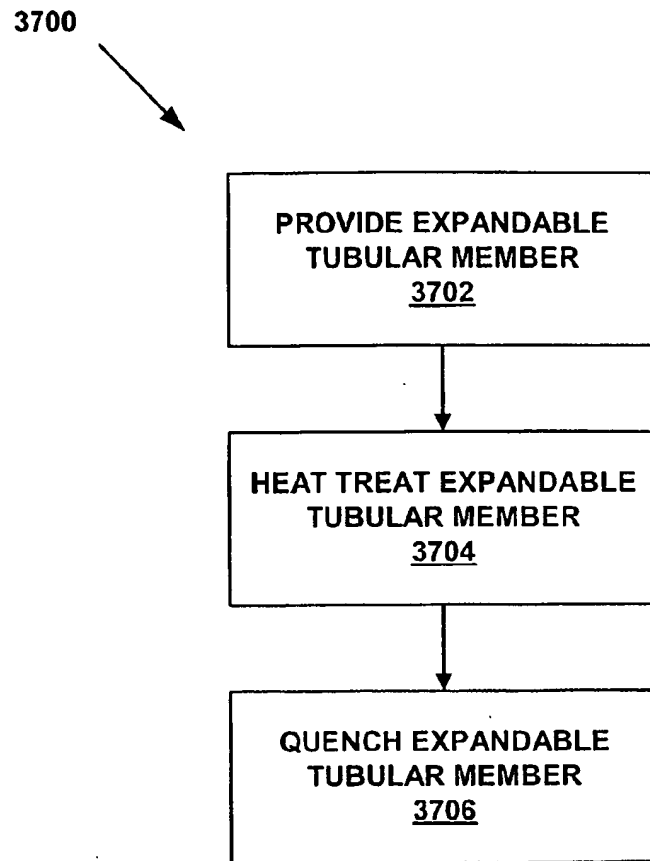 3700
PROVIDE EXPANDABLE
TUBULAR MEMBER
3702
HEAT TREAT EXPANDABLE
TUBULAR MEMBER
3704
QUENCH EXPANDABLE
TUBULAR MEMBER
3706